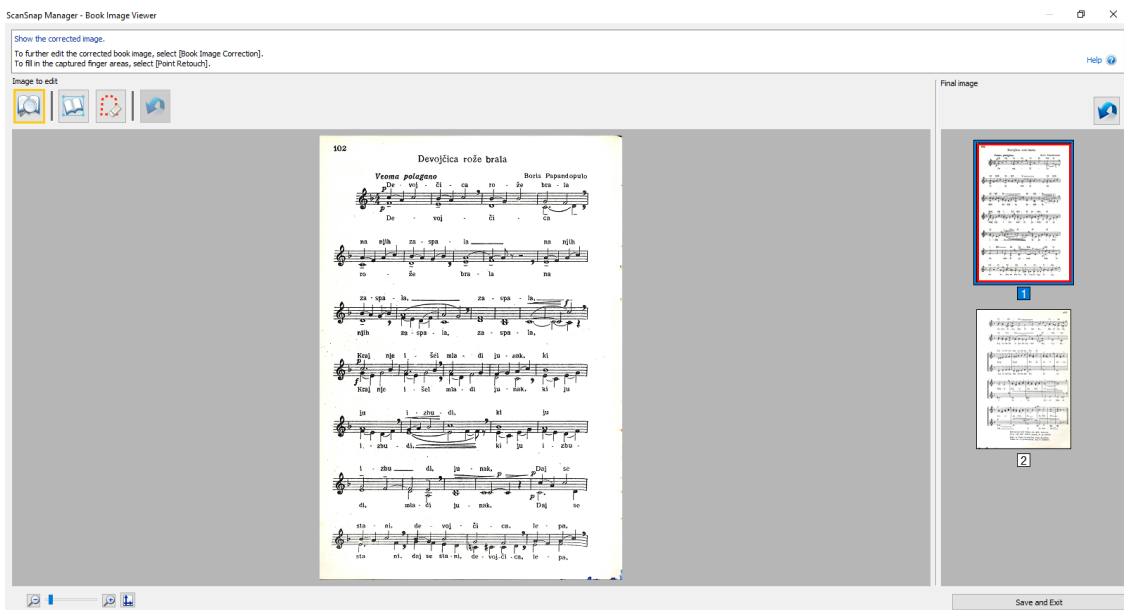 ScanSnap Manager - Book Image Viewer
Show the corrected image.
To further edit the corrected book image, select [Book Image Correction].
To fill in the captured finger areas, select [Point Retouch].
Help
Image to edit
Final image
102
Devojčica rože brala
Veoma polagano
Boris Papandopulo
p De - voj - či - ca ro - že bra - la
p
De - voj - či - ca
na njih za - spa - la na njih
ro - že bra - la na
za - spa - la, za - spa - la, f
njih za - spa - la, za - spa - la,
Kraj nje i - šel mla - di ju - nak, ki
p
f
Kraj nje i - šel mla - di ju - nak, ki ju
ju i - zbu - di, ki ju
i - zbu - di, ki ju i - zbu -
i - zbu di, ju - nak, p p Daj se
p
di, mla - di ju - nak. Daj se
sta - ni, de - voj - či - ca, le - pa,
sta ni, daj se sta - ni, de - voj - či - ca, le - pa,
1
2
Save and Exit